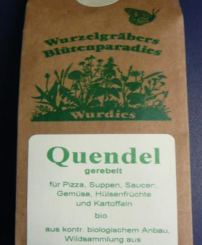 Wurzelgräbers
Blütenparadies
Wurdies
Quendel
gerebelt
für Pizza, Suppen, Saucen,
Gemüse, Hülsenfrüchte
und Kartoffeln
bio
aus kontr. biologischem Anbau,
Wildsammlung aus